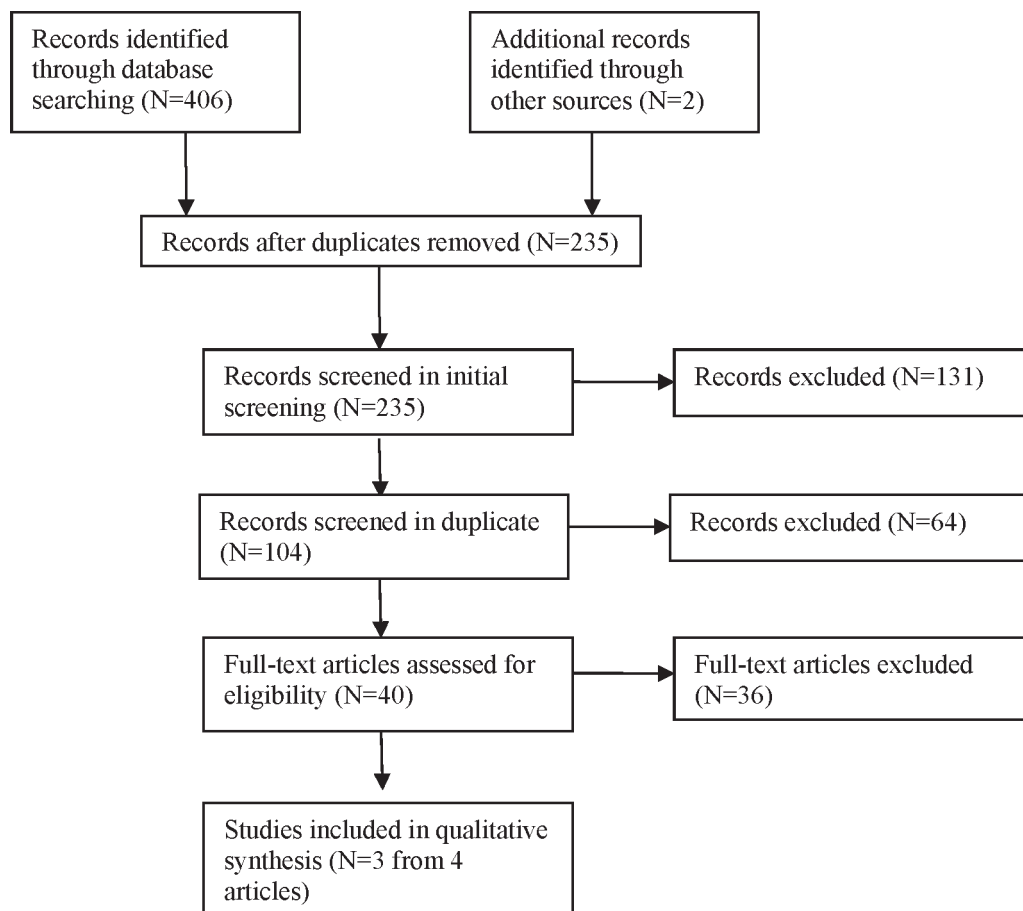 Records identified
through database
searching (N=406)
Additional records
identified through
other sources (N=2)
Records after duplicates removed (N=235)
Records screened in initial
screening (N=235)
Records excluded (N=131)
Records screened in duplicate
(N=104)
Records excluded (N=64)
Full-text articles assessed for
eligibility (N=40)
Full-text articles excluded
(N=36)
Studies included in qualitative
synthesis (N=3 from 4
articles)